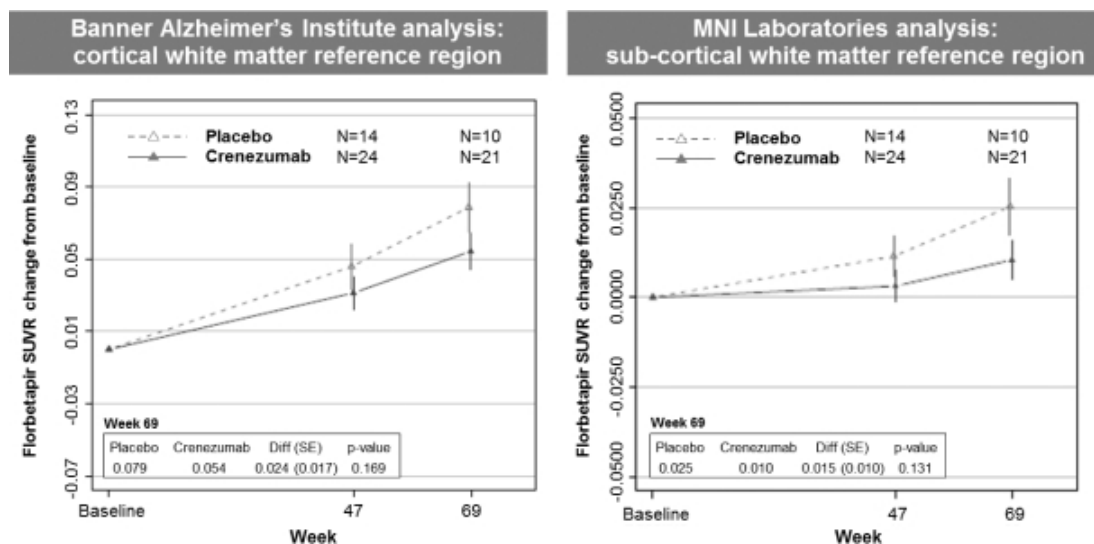 Banner Alzheimer's Institute analysis:
cortical white matter reference region
Florbetapir SUVR change from baseline
0.13
0.09
0.05
0.01
-0.03
-0.07
Placebo N=14 N=10
Crenezumab N=24 N=21
Week 69
Placebo Crenezumab Diff (SE) p-value
0.079 0.054 0.024 (0.017) 0.169
Baseline 47 69
Week
MNI Laboratories analysis:
sub-cortical white matter reference region
Florbetapir SUVR change from baseline
0.0500
0.0250
0.0000
-0.0250
-0.0500
Placebo N=14 N=10
Crenezumab N=24 N=21
Week 69
Placebo Crenezumab Diff (SE) p-value
0.025 0.010 0.015 (0.010) 0.131
Baseline 47 69
Week